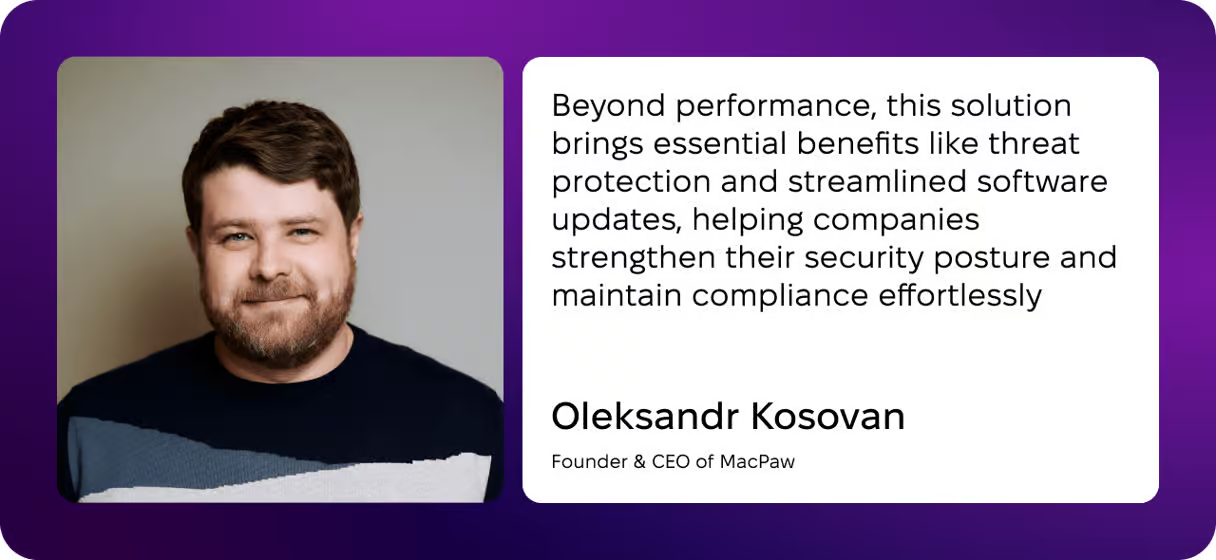 Beyond performance, this solution
brings essential benefits like threat
protection and streamlined software
updates, helping companies
strengthen their security posture and
maintain compliance effortlessly
Oleksandr Kosovan
Founder & CEO of MacPaw